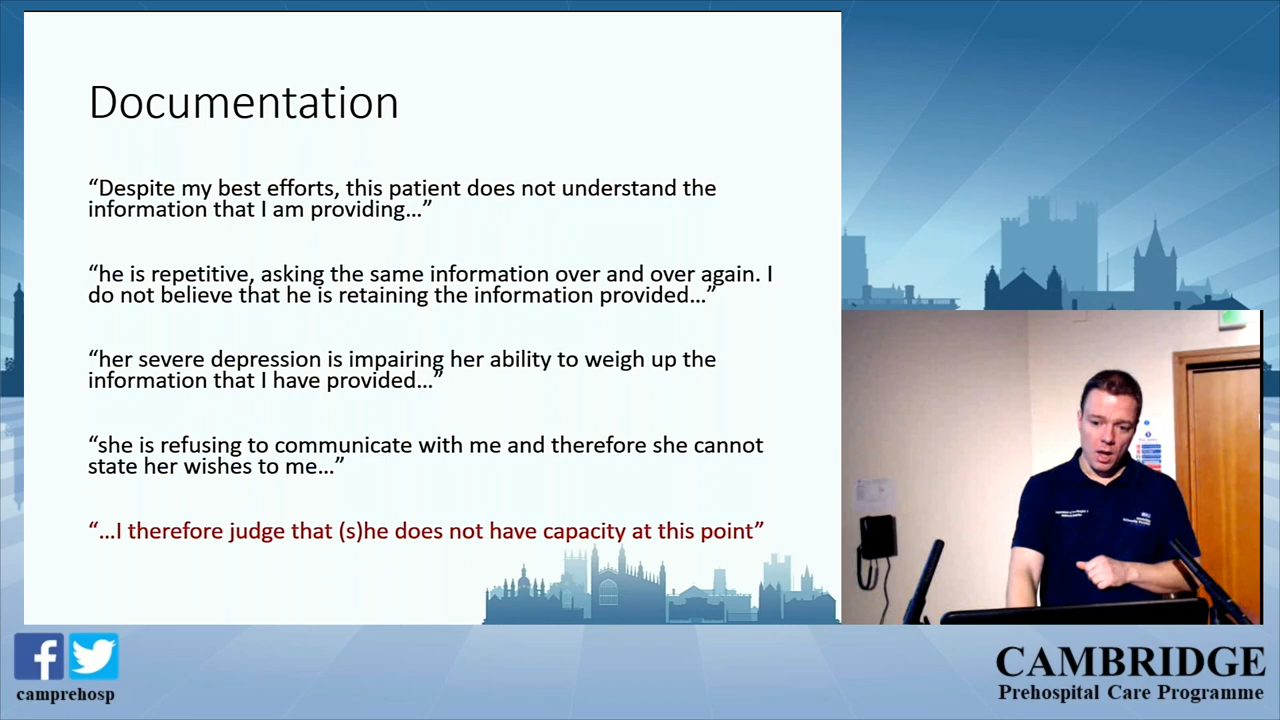 Documentation
“Despite my best efforts, this patient does not understand the
information that I am providing…”
“he is repetitive, asking the same information over and over again. I
do not believe that he is retaining the information provided…”
“her severe depression is impairing her ability to weigh up the
information that I have provided…”
“she is refusing to communicate with me and therefore she cannot
state her wishes to me…”
“…I therefore judge that (s)he does not have capacity at this point”
camprehosp
CAMBRIDGE
Prehospital Care Programme